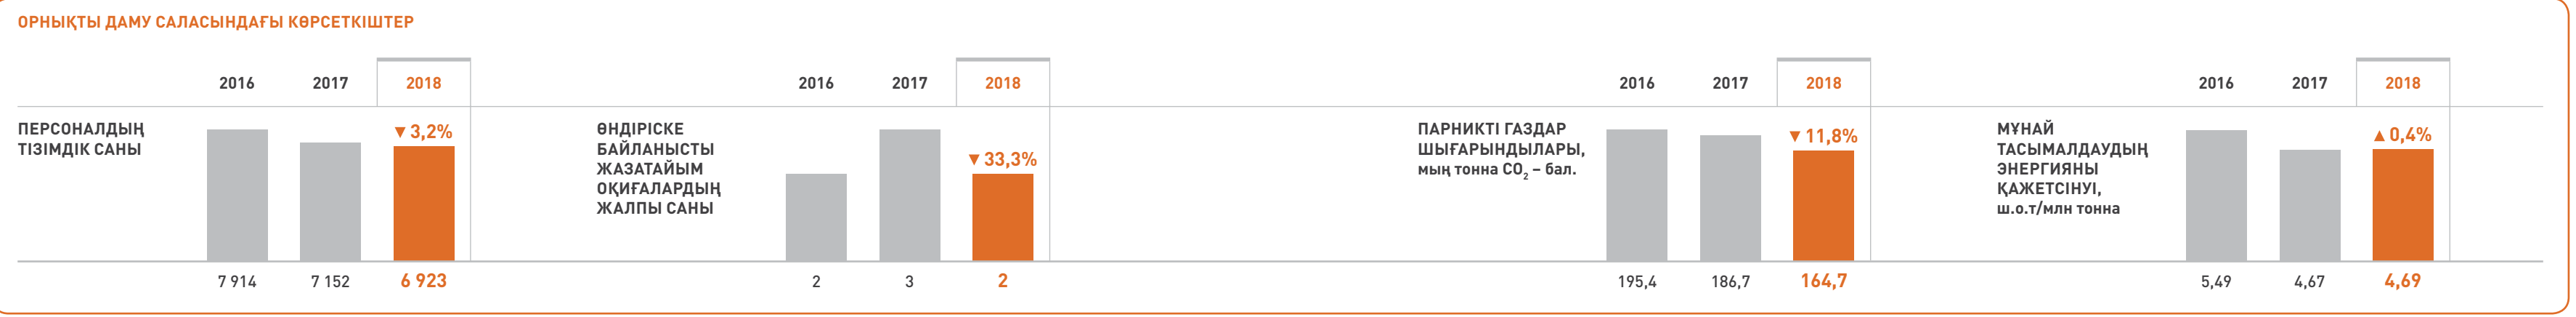 ОРНЫҚТЫ ДАМУ САЛАСЫНДАҒЫ КӨРСЕТКІШТЕР
2016 2017 2018
ПЕРСОНАЛДЫҢ
ТІЗІМДІК САНЫ
▼ 3,2%
7 914 7 152 6 923
2016 2017 2018
ӨНДІРІСКЕ
БАЙЛАНЫСТЫ
ЖАЗАТАЙЫМ
ОҚИҒАЛАРДЫҢ
ЖАЛПЫ САНЫ
▼ 33,3%
2 3 2
2016 2017 2018
ПАРНИКТІ ГАЗДАР
ШЫҒАРЫНДЫЛАРЫ,
мың тонна CO₂ – бал.
▼ 11,8%
195,4 186,7 164,7
2016 2017 2018
МҰНАЙ
ТАСЫМАЛДАУДЫҢ
ЭНЕРГИЯНЫ
ҚАЖЕТСІНУІ,
ш.о.т/млн тонна
▲ 0,4%
5,49 4,67 4,69